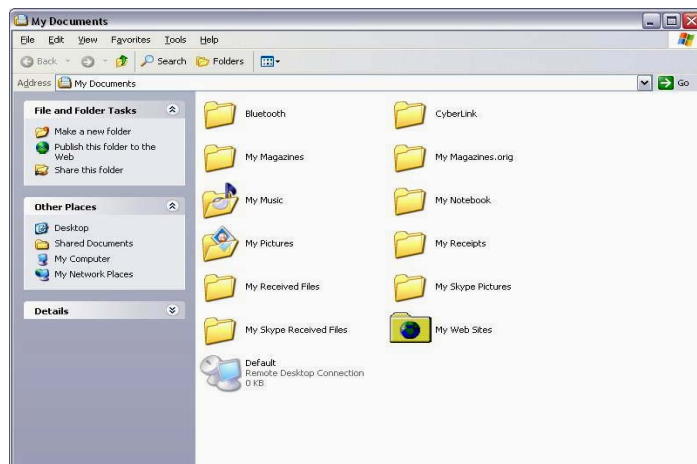 My Documents
File Edit View Favorites Tools Help
Back Search Folders
Address My Documents Go
File and Folder Tasks
Make a new folder
Publish this folder to the
Web
Share this folder
Other Places
Desktop
Shared Documents
My Computer
My Network Places
Details
Bluetooth CyberLink
My Magazines My Magazines.orig
My Music My Notebook
My Pictures My Receipts
My Received Files My Skype Pictures
My Skype Received Files My Web Sites
Default
Remote Desktop Connection
0 KB